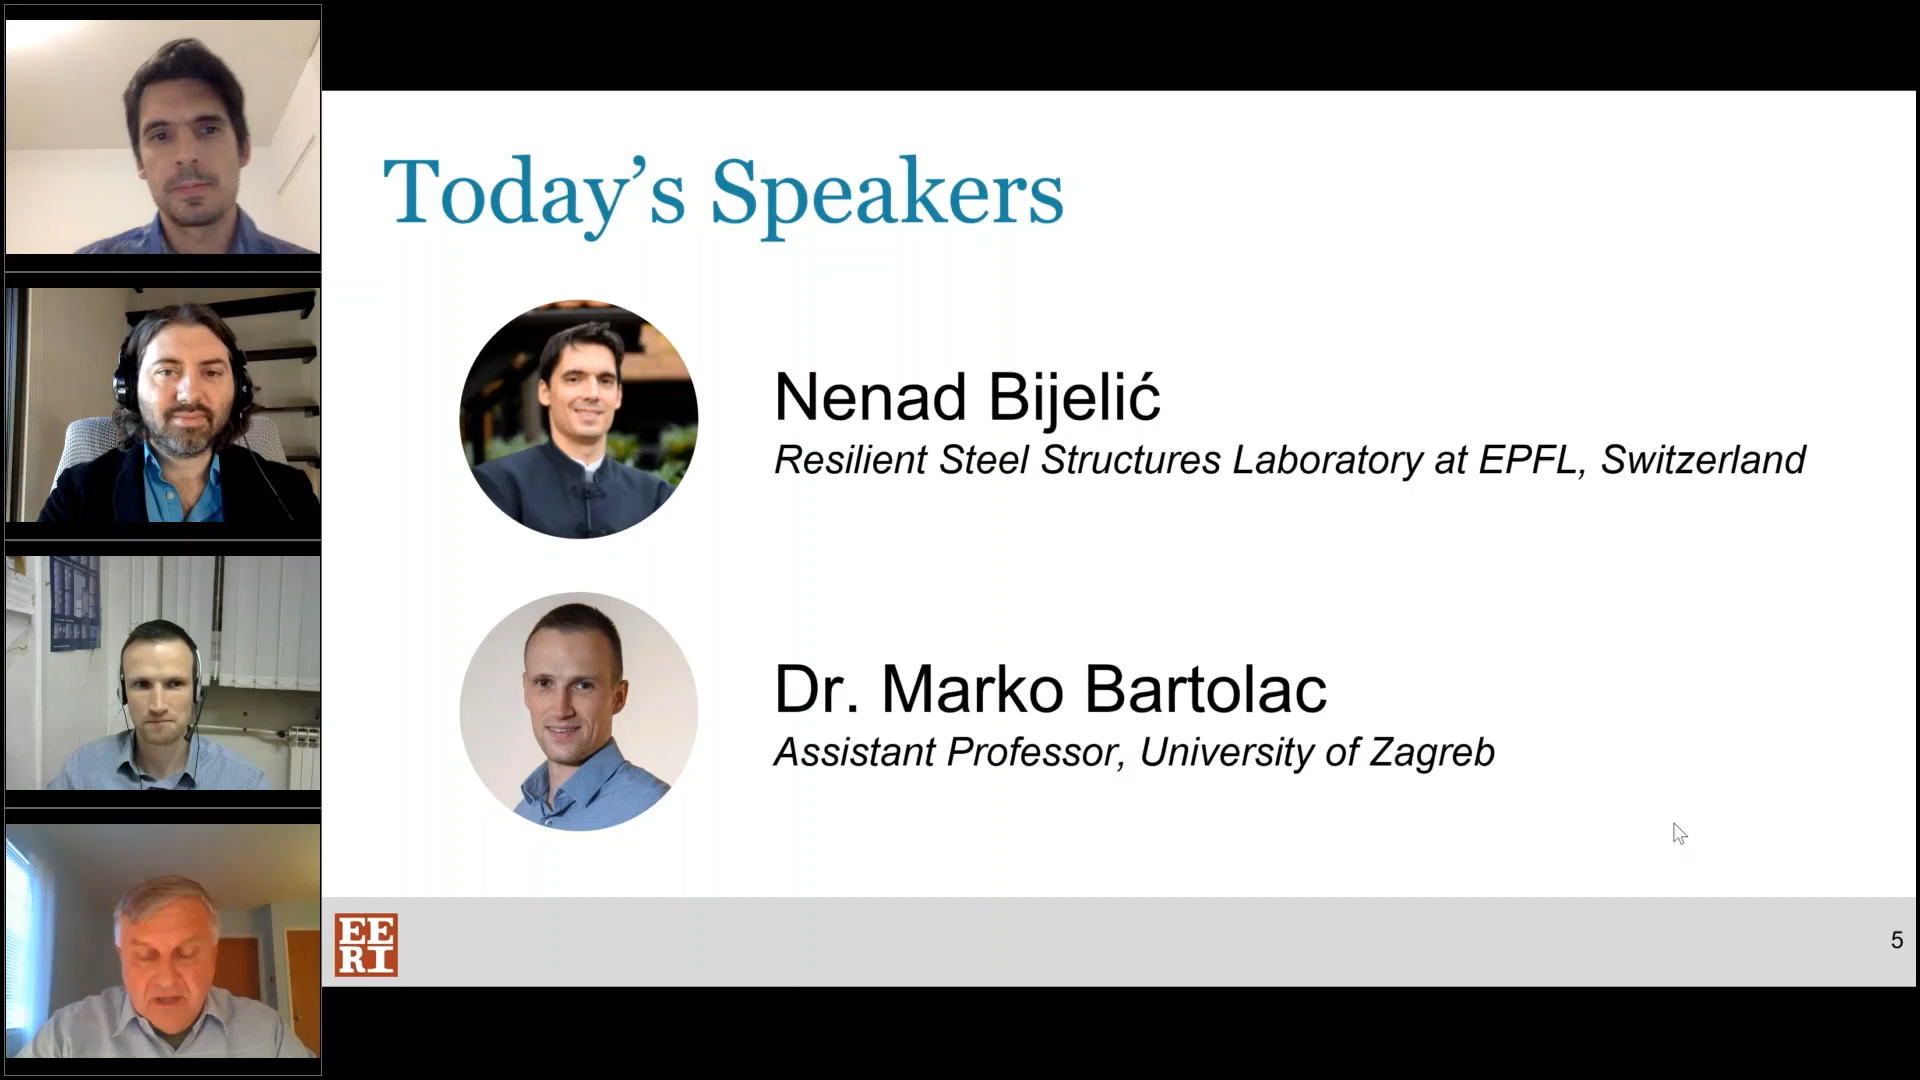 Today’s Speakers
Nenad Bijelić
Resilient Steel Structures Laboratory at EPFL, Switzerland
Dr. Marko Bartolac
Assistant Professor, University of Zagreb
EE
RI
5